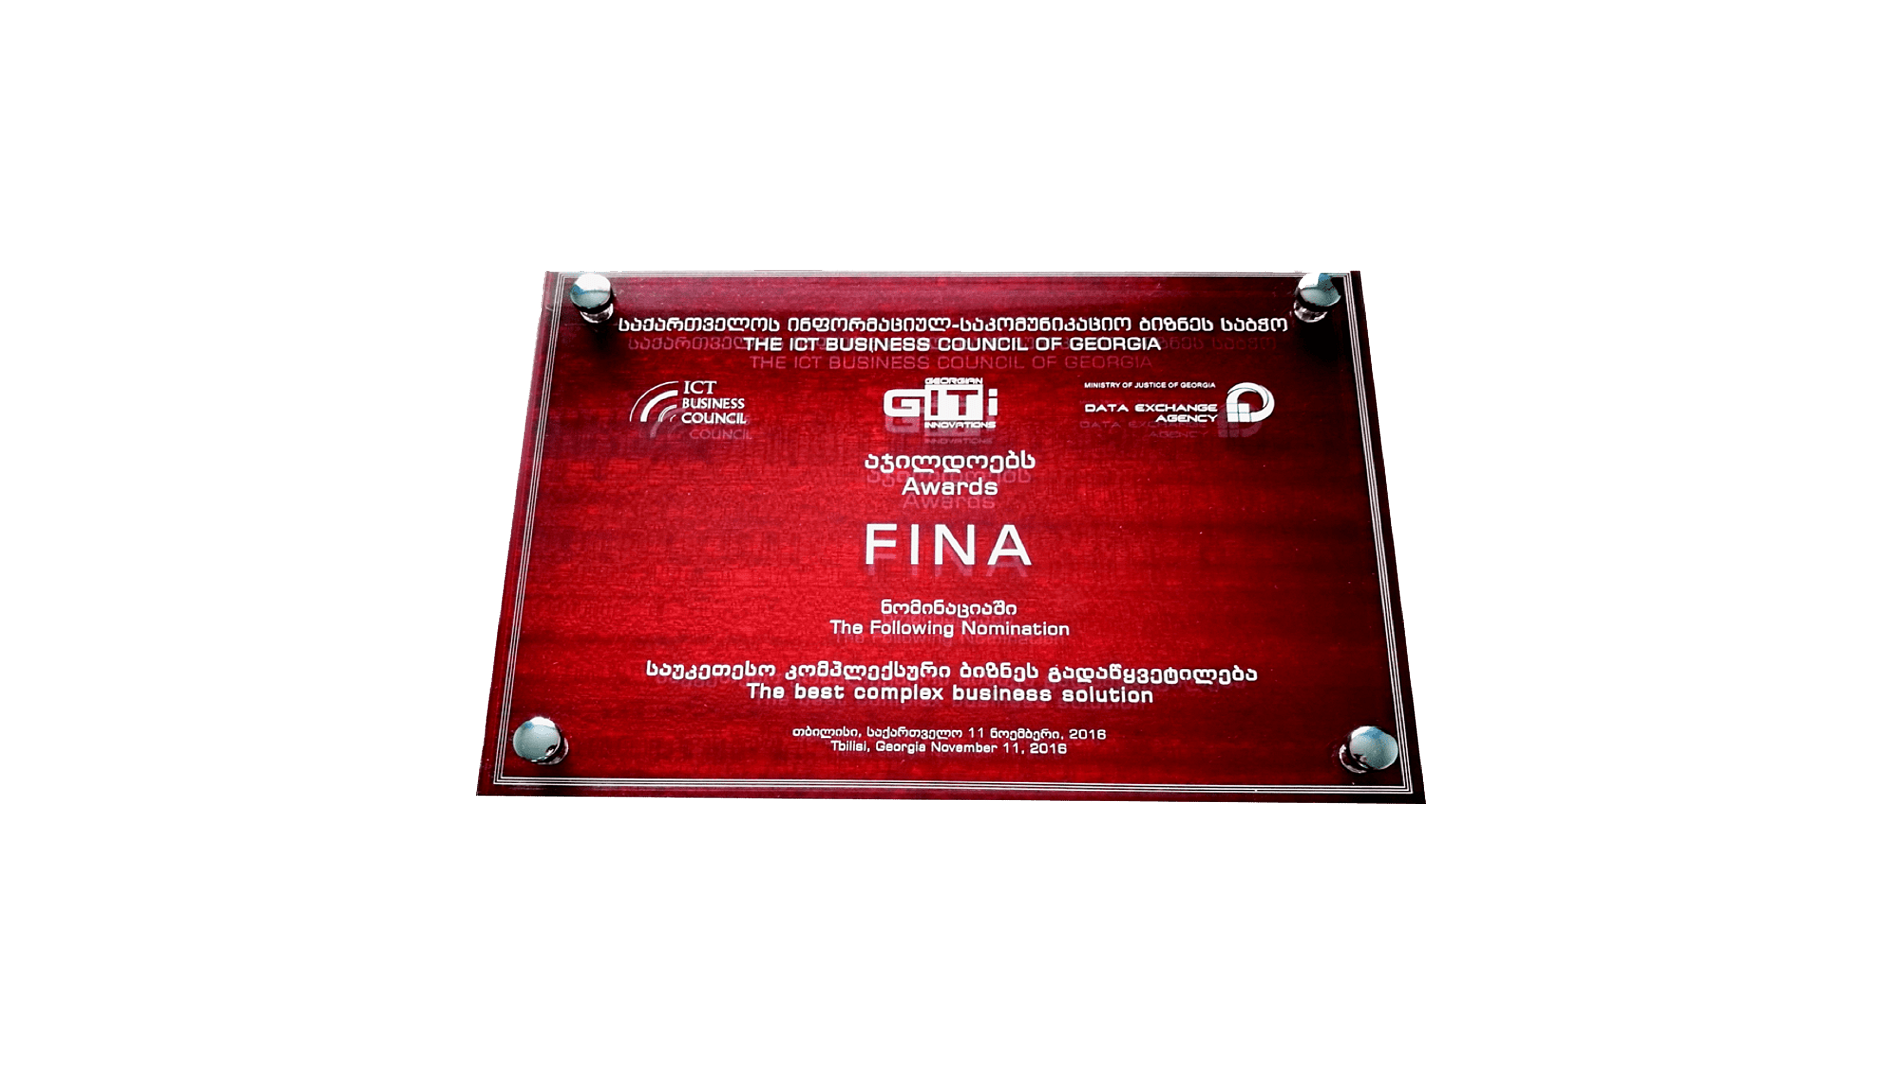 საქართველოს ინფორმაციულ-საკომუნიკაციო ბიზნეს საბჭო
THE ICT BUSINESS COUNCIL OF GEORGIA
ICT
BUSINESS
COUNCIL
GEORGIAN
GITi
INNOVATIONS
MINISTRY OF JUSTICE OF GEORGIA
DATA EXCHANGE
AGENCY
აჯილდოებს
Awards
FINA
ნომინაციაში
The Following Nomination
საუკეთესო კომპლექსური ბიზნეს გადაწყვეტილება
The best complex business solution
თბილისი, საქართველო 11 ნოემბერი, 2016
Tbilisi, Georgia November 11, 2016